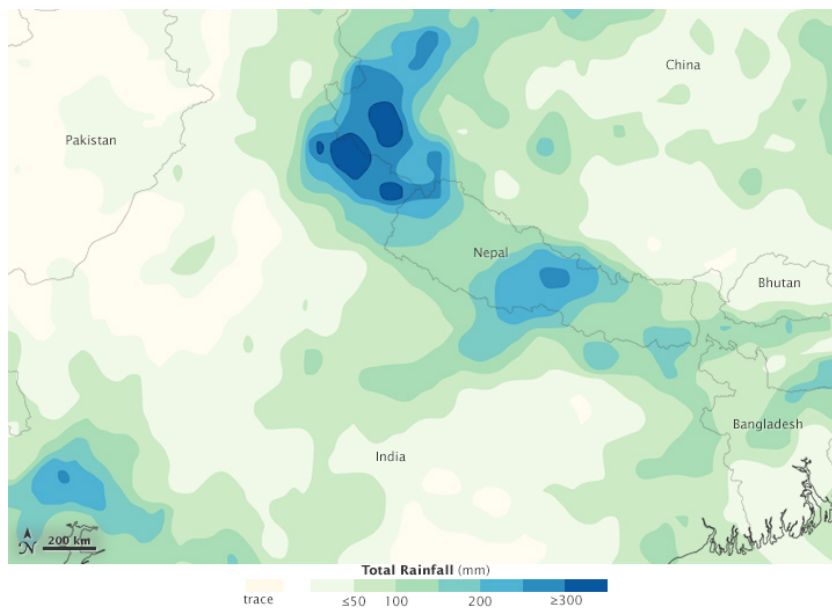 China
Pakistan
Nepal
Bhutan
Bangladesh
India
N
200 km
Total Rainfall (mm)
trace ≤50 100 200 ≥300